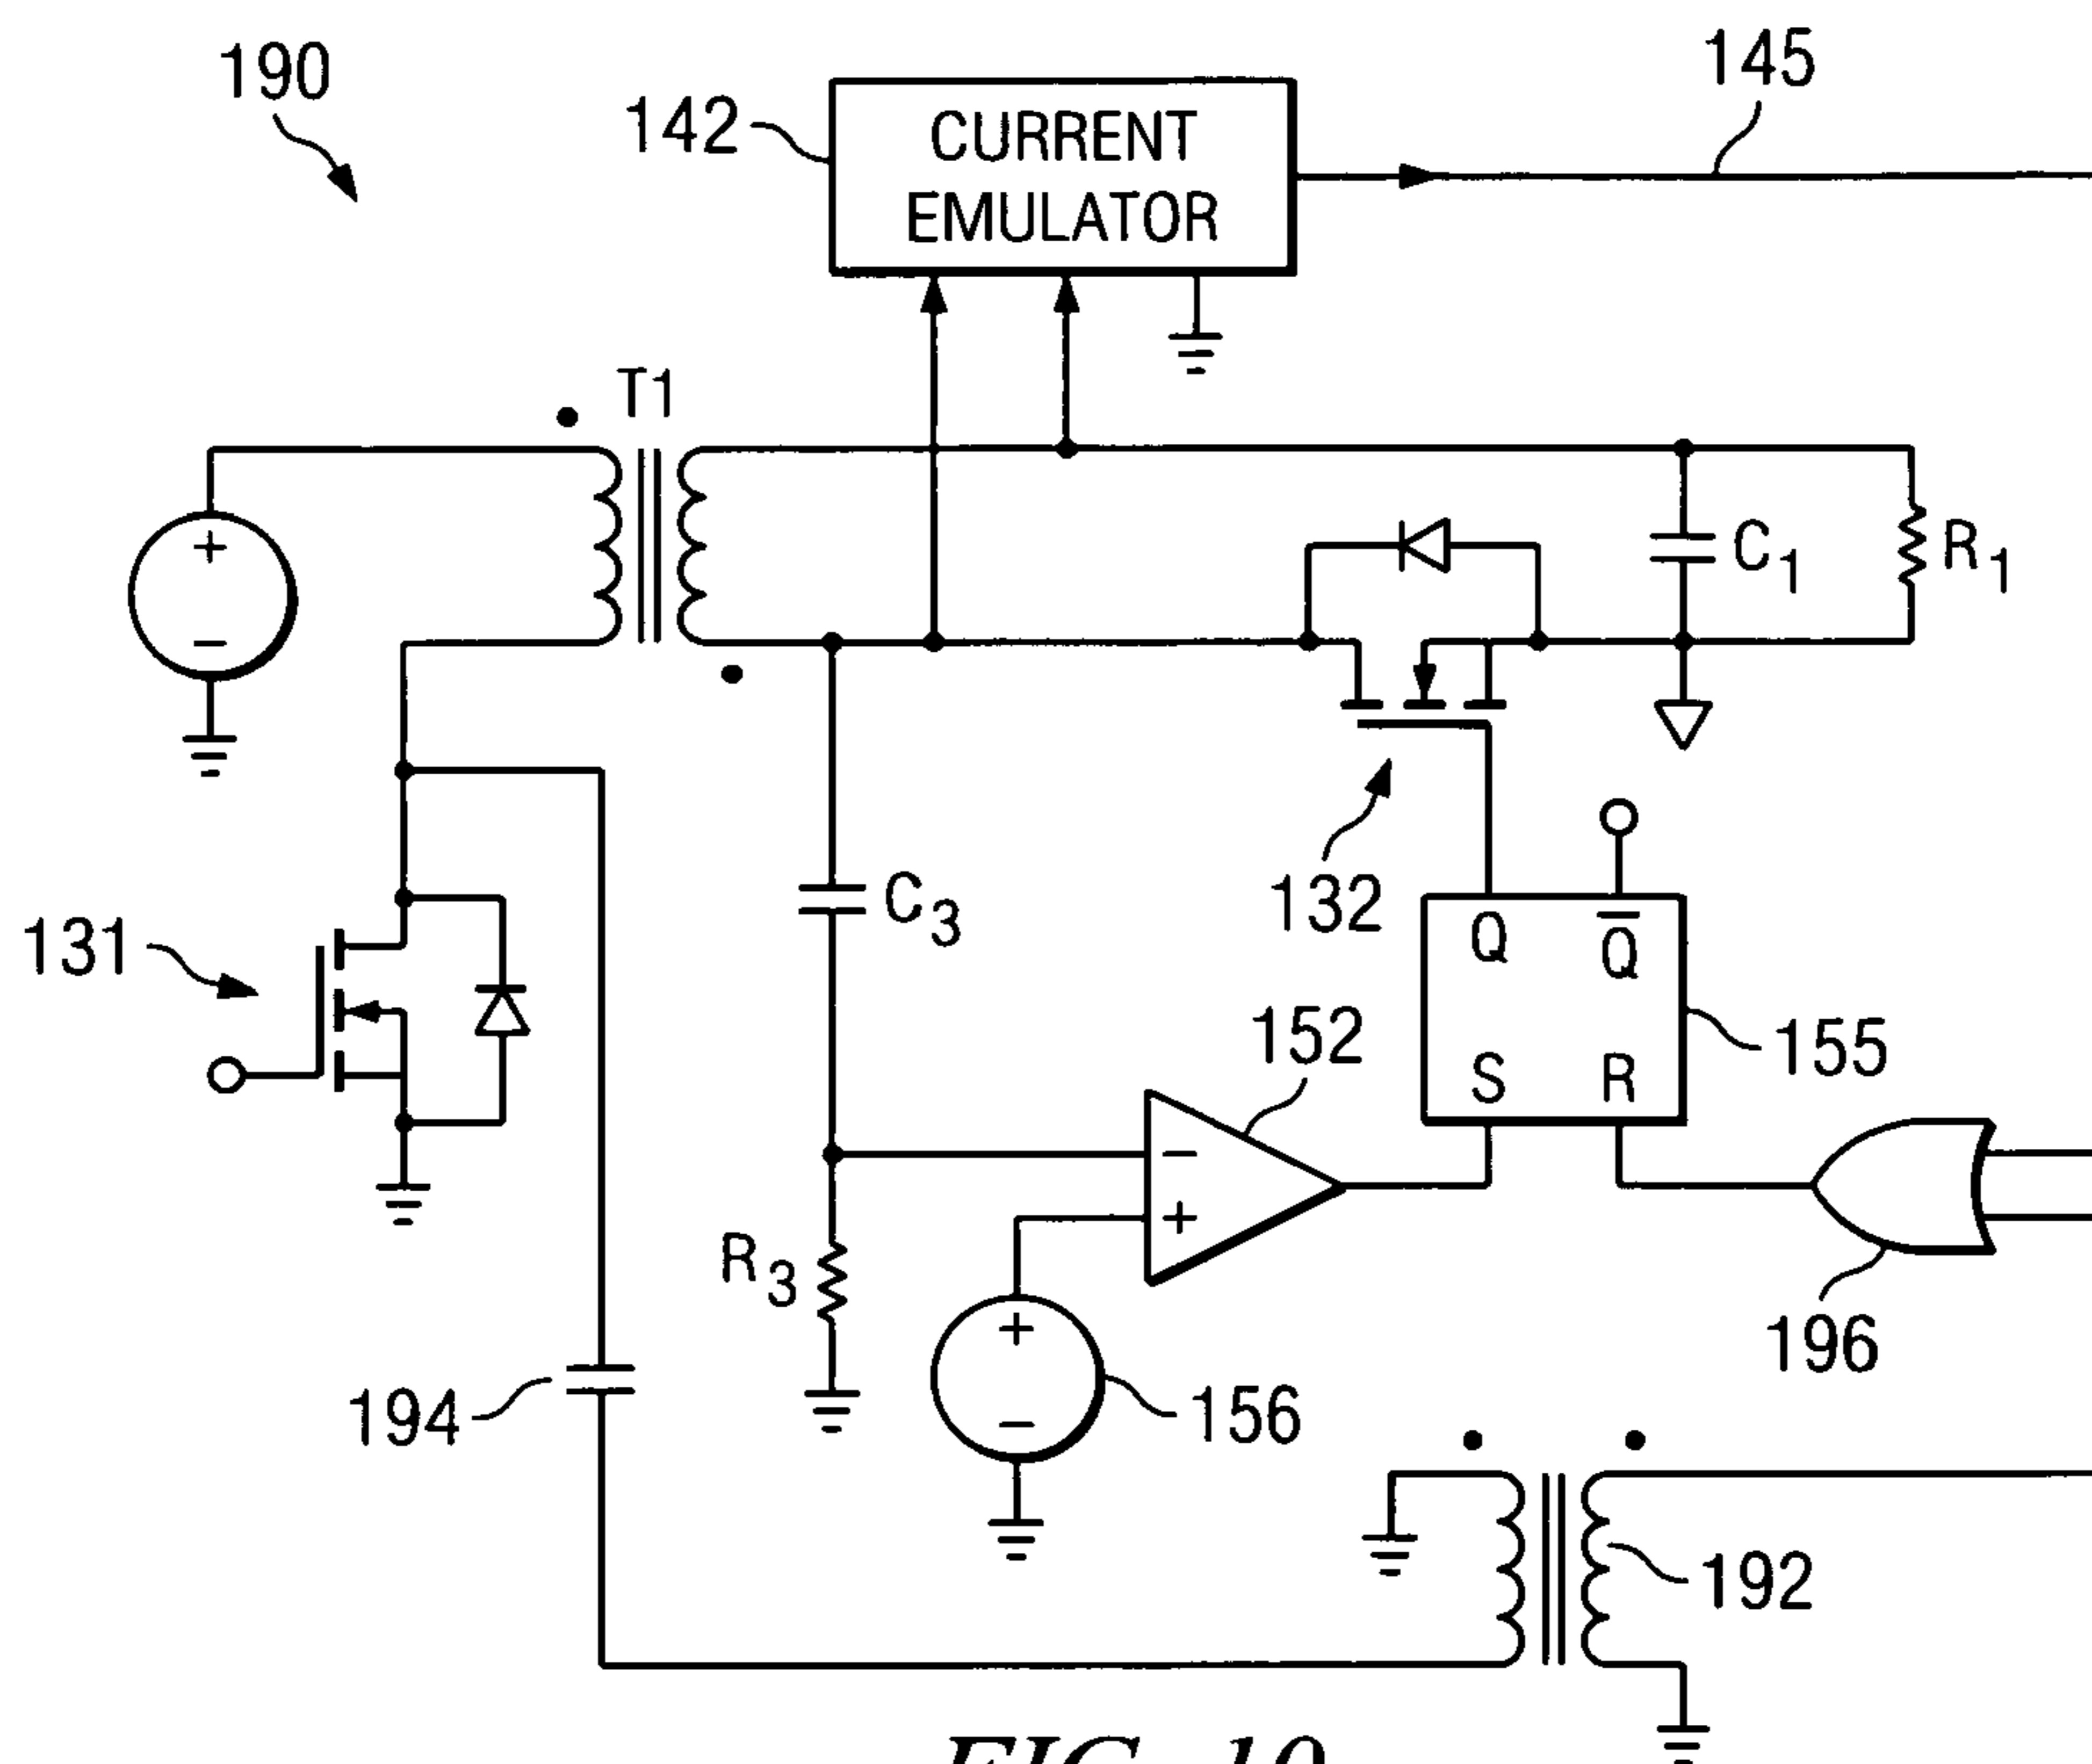 190
145
142
CURRENT
EMULATOR
T1
+
−
C1
R1
132
131
C3
Q
Q̅
S
R
155
152
−
+
R3
196
194
+
−
156
192